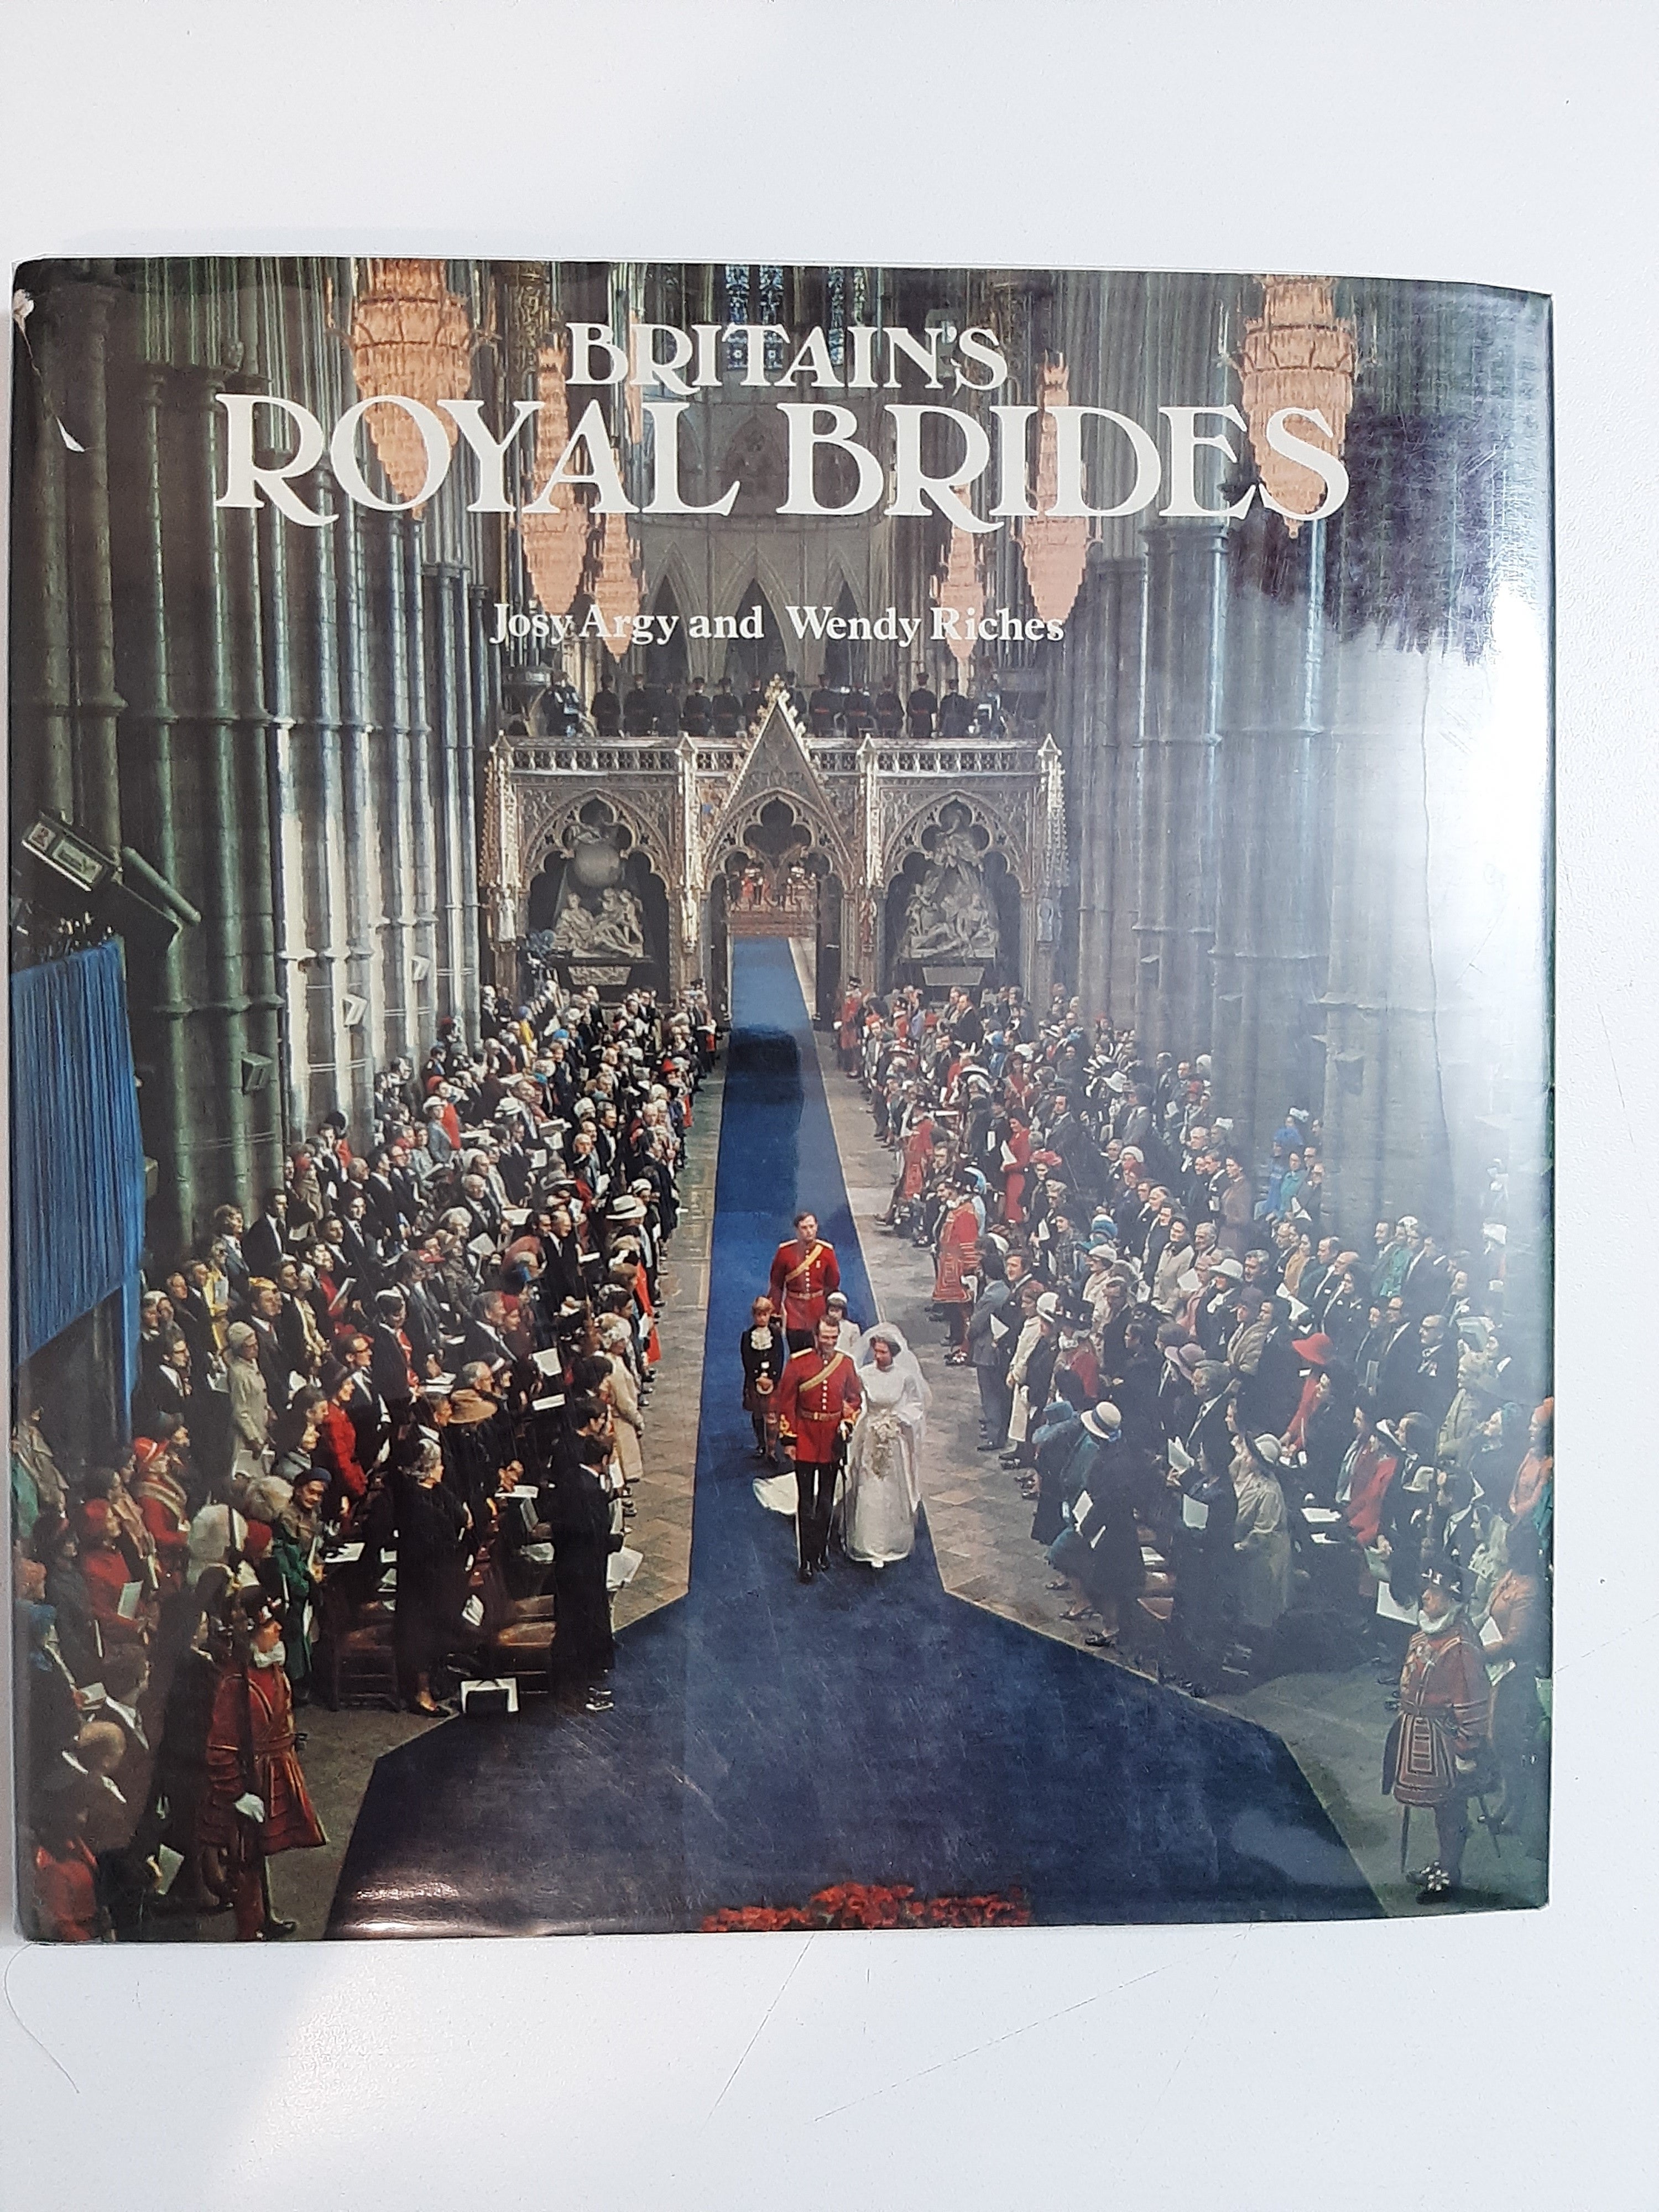 BRITAIN'S
ROYAL BRIDES
Josy Argy and Wendy Riches